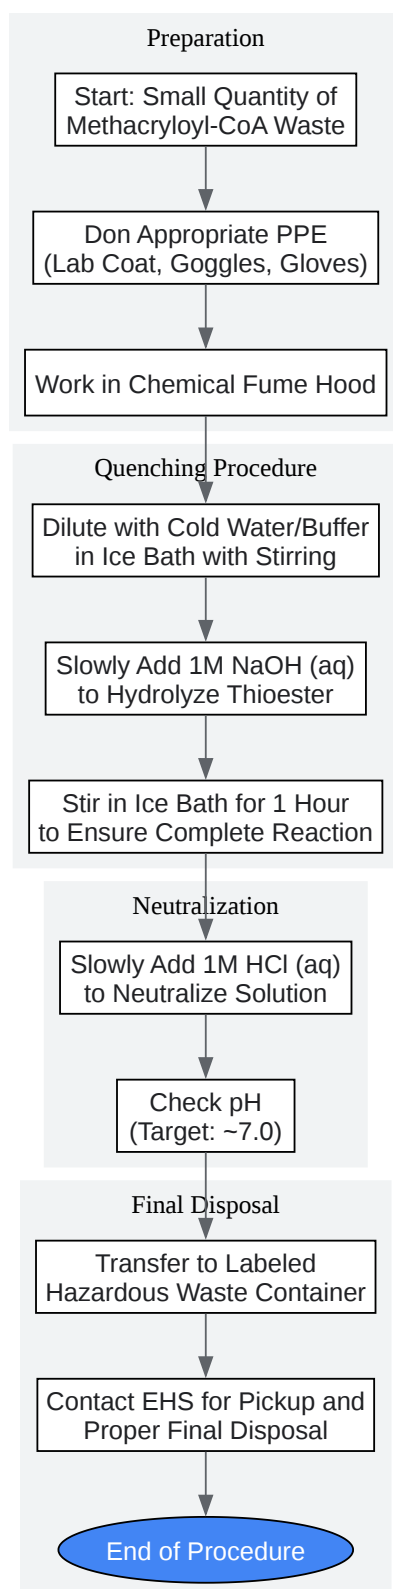 Preparation
Start: Small Quantity of
Methacryloyl-CoA Waste
Don Appropriate PPE
(Lab Coat, Goggles, Gloves)
Work in Chemical Fume Hood
Quenching Procedure
Dilute with Cold Water/Buffer
in Ice Bath with Stirring
Slowly Add 1M NaOH (aq)
to Hydrolyze Thioester
Stir in Ice Bath for 1 Hour
to Ensure Complete Reaction
Neutralization
Slowly Add 1M HCl (aq)
to Neutralize Solution
Check pH
(Target: ~7.0)
Final Disposal
Transfer to Labeled
Hazardous Waste Container
Contact EHS for Pickup and
Proper Final Disposal
End of Procedure